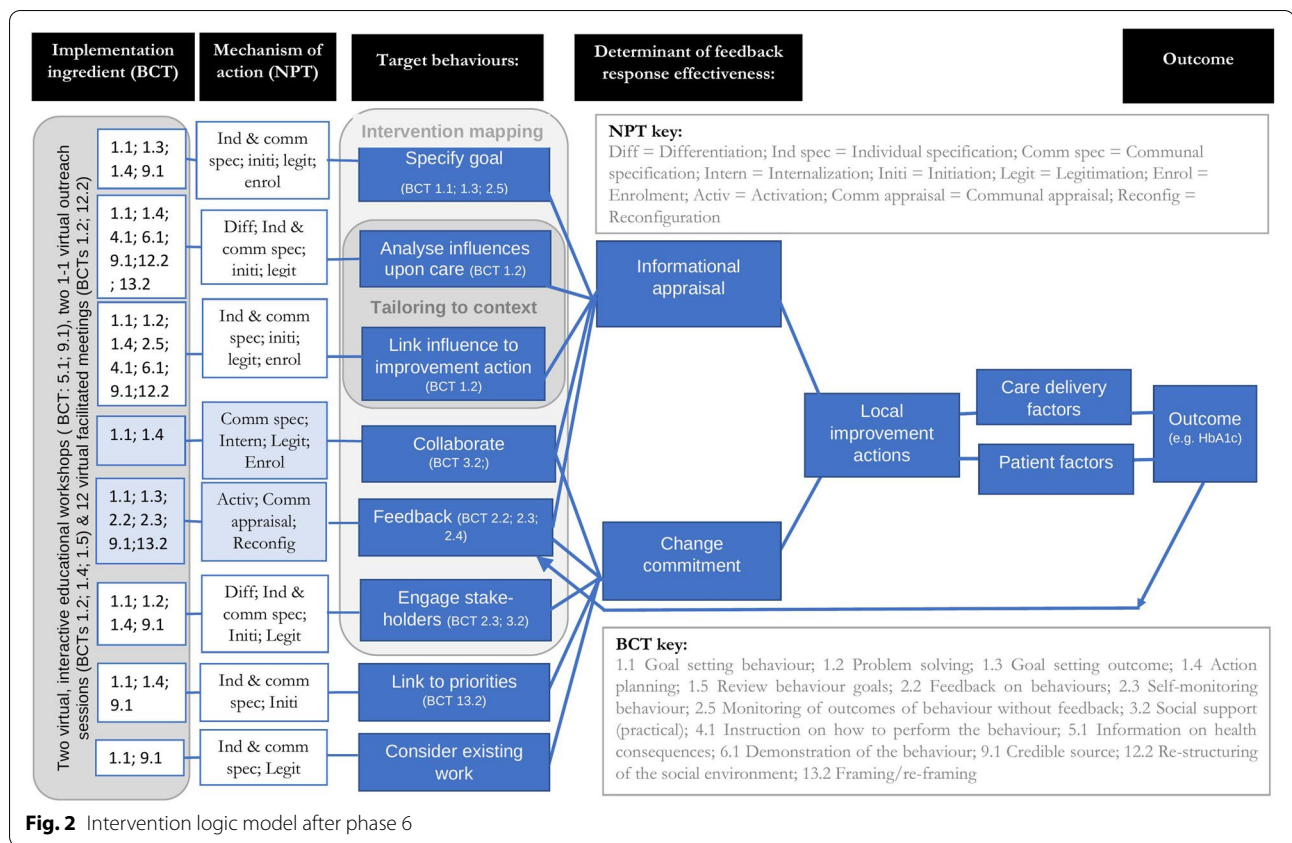 Implementation
ingredient (BCT)
Mechanism of
action (NPT)
Target behaviours:
Determinant of feedback
response effectiveness:
Outcome
Two virtual, interactive educational workshops ( BCT: 5.1; 9.1), two 1-1 virtual outreach
sessions (BCTs 1.2; 1.4; 1.5) & 12 virtual facilitated meetings (BCTs 1.2; 12.2)
1.1; 1.3;
1.4; 9.1
Ind & comm
spec; initi; legit;
enrol
Intervention mapping
Specify goal
(BCT 1.1; 1.3; 2.5)
1.1; 1.4;
4.1; 6.1;
9.1;12.2
; 13.2
Diff; Ind &
comm spec;
initi; legit
Analyse influences
upon care (BCT 1.2)
Tailoring to context
1.1; 1.2;
1.4; 2.5;
4.1; 6.1;
9.1;12.2
Ind & comm
spec; initi;
legit; enrol
Link influence to
improvement action
(BCT 1.2)
1.1; 1.4
Comm spec;
Intern; Legit;
Enrol
Collaborate
(BCT 3.2;)
1.1; 1.3;
2.2; 2.3;
9.1;13.2
Activ; Comm
appraisal;
Reconfig
Feedback (BCT 2.2; 2.3;
2.4)
1.1; 1.2;
1.4; 9.1
Diff; Ind &
comm spec;
Initi; Legit
Engage stake-
holders (BCT 2.3; 3.2)
1.1; 1.4;
9.1
Ind & comm
spec; Initi
Link to priorities
(BCT 13.2)
1.1; 9.1
Ind & comm
spec; Legit
Consider existing
work
NPT key:
Diff = Differentiation; Ind spec = Individual specification; Comm spec = Communal
specification; Intern = Internalization; Initi = Initiation; Legit = Legitimation; Enrol =
Enrolment; Activ = Activation; Comm appraisal = Communal appraisal; Reconfig =
Reconfiguration
Informational
appraisal
Change
commitment
Local
improvement
actions
Care delivery
factors
Patient factors
Outcome
(e.g. HbA1c)
BCT key:
1.1 Goal setting behaviour; 1.2 Problem solving; 1.3 Goal setting outcome; 1.4 Action
planning; 1.5 Review behaviour goals; 2.2 Feedback on behaviours; 2.3 Self-monitoring
behaviour; 2.5 Monitoring of outcomes of behaviour without feedback; 3.2 Social support
(practical); 4.1 Instruction on how to perform the behaviour; 5.1 Information on health
consequences; 6.1 Demonstration of the behaviour; 9.1 Credible source; 12.2 Re-structuring
of the social environment; 13.2 Framing/re-framing
Fig. 2 Intervention logic model after phase 6